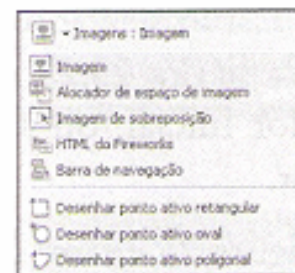 Imagens : Imagem
Imagem
Alocador de espaço de imagem
Imagem de sobreposição
HTML do Fireworks
Barra de navegação
Desenhar ponto ativo retangular
Desenhar ponto ativo oval
Desenhar ponto ativo poligonal